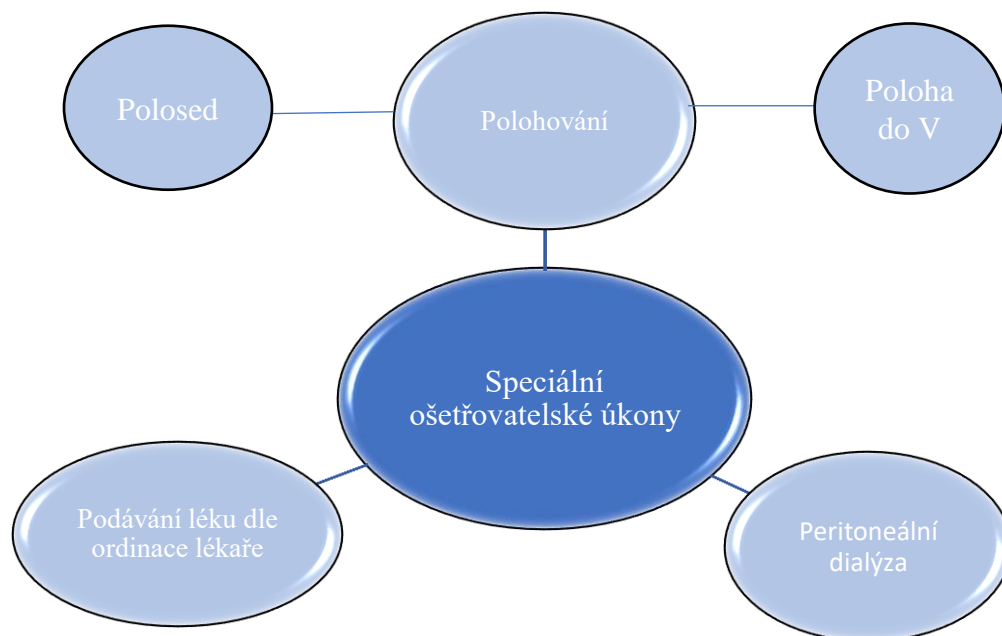 Polosed
Polohování
Poloha
do V
Speciální
ošetřovatelské úkony
Podávání léku dle
ordinace lékaře
Peritoneální
dialýza